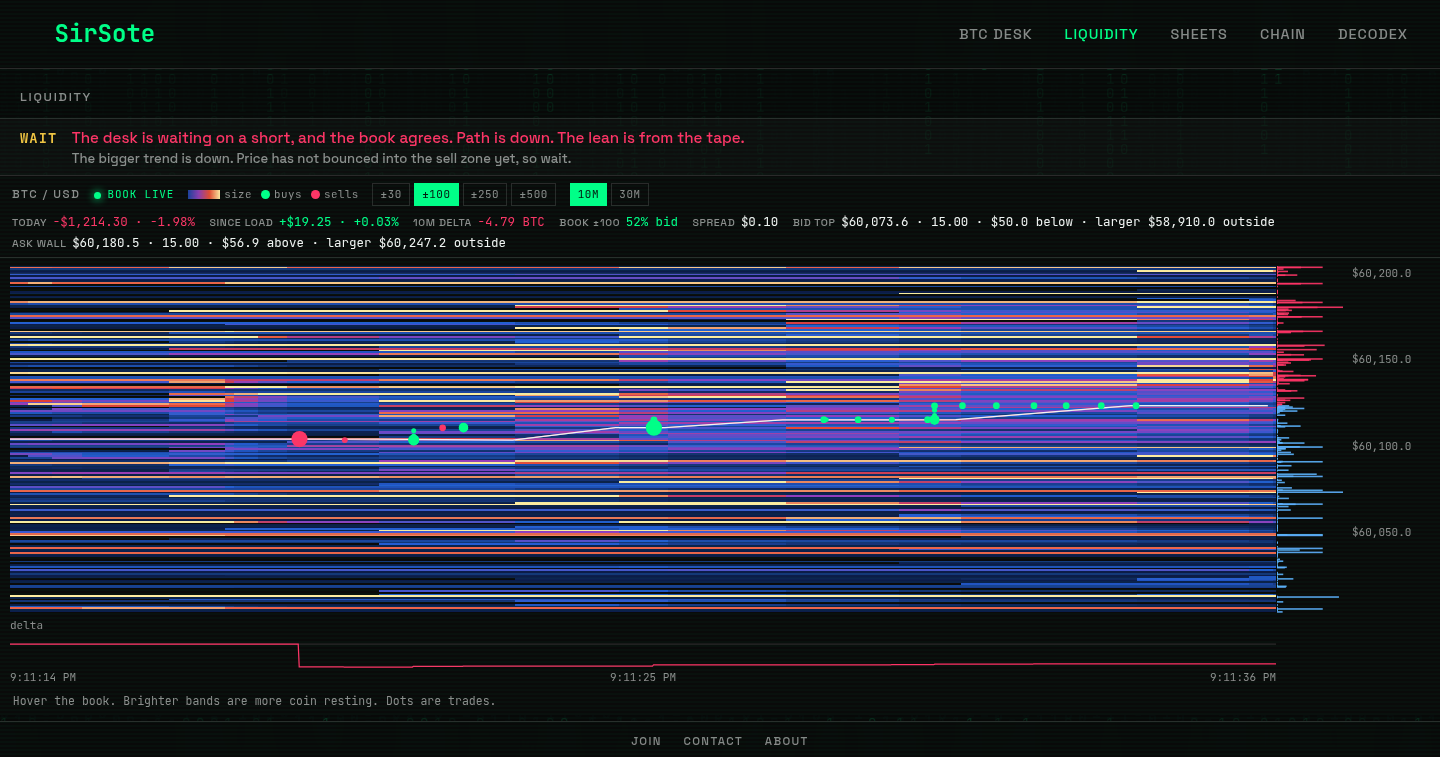 SirSote
BTC DESK LIQUIDITY SHEETS CHAIN DECODEX
LIQUIDITY
WAIT The desk is waiting on a short, and the book agrees. Path is down. The lean is from the tape.
The bigger trend is down. Price has not bounced into the sell zone yet, so wait.
BTC / USD BOOK LIVE size buys sells ±30 ±100 ±250 ±500 10M 30M
TODAY -$1,214.30 · -1.98% SINCE LOAD +$19.25 · +0.03% 10M DELTA -4.79 BTC BOOK ±100 52% bid SPREAD $0.10 BID TOP $60,073.6 · 15.00 · $50.0 below · larger $58,910.0 outside
ASK WALL $60,180.5 · 15.00 · $56.9 above · larger $60,247.2 outside
$60,200.0
$60,150.0
$60,100.0
$60,050.0
delta
9:11:14 PM 9:11:25 PM 9:11:36 PM
Hover the book. Brighter bands are more coin resting. Dots are trades.
JOIN CONTACT ABOUT